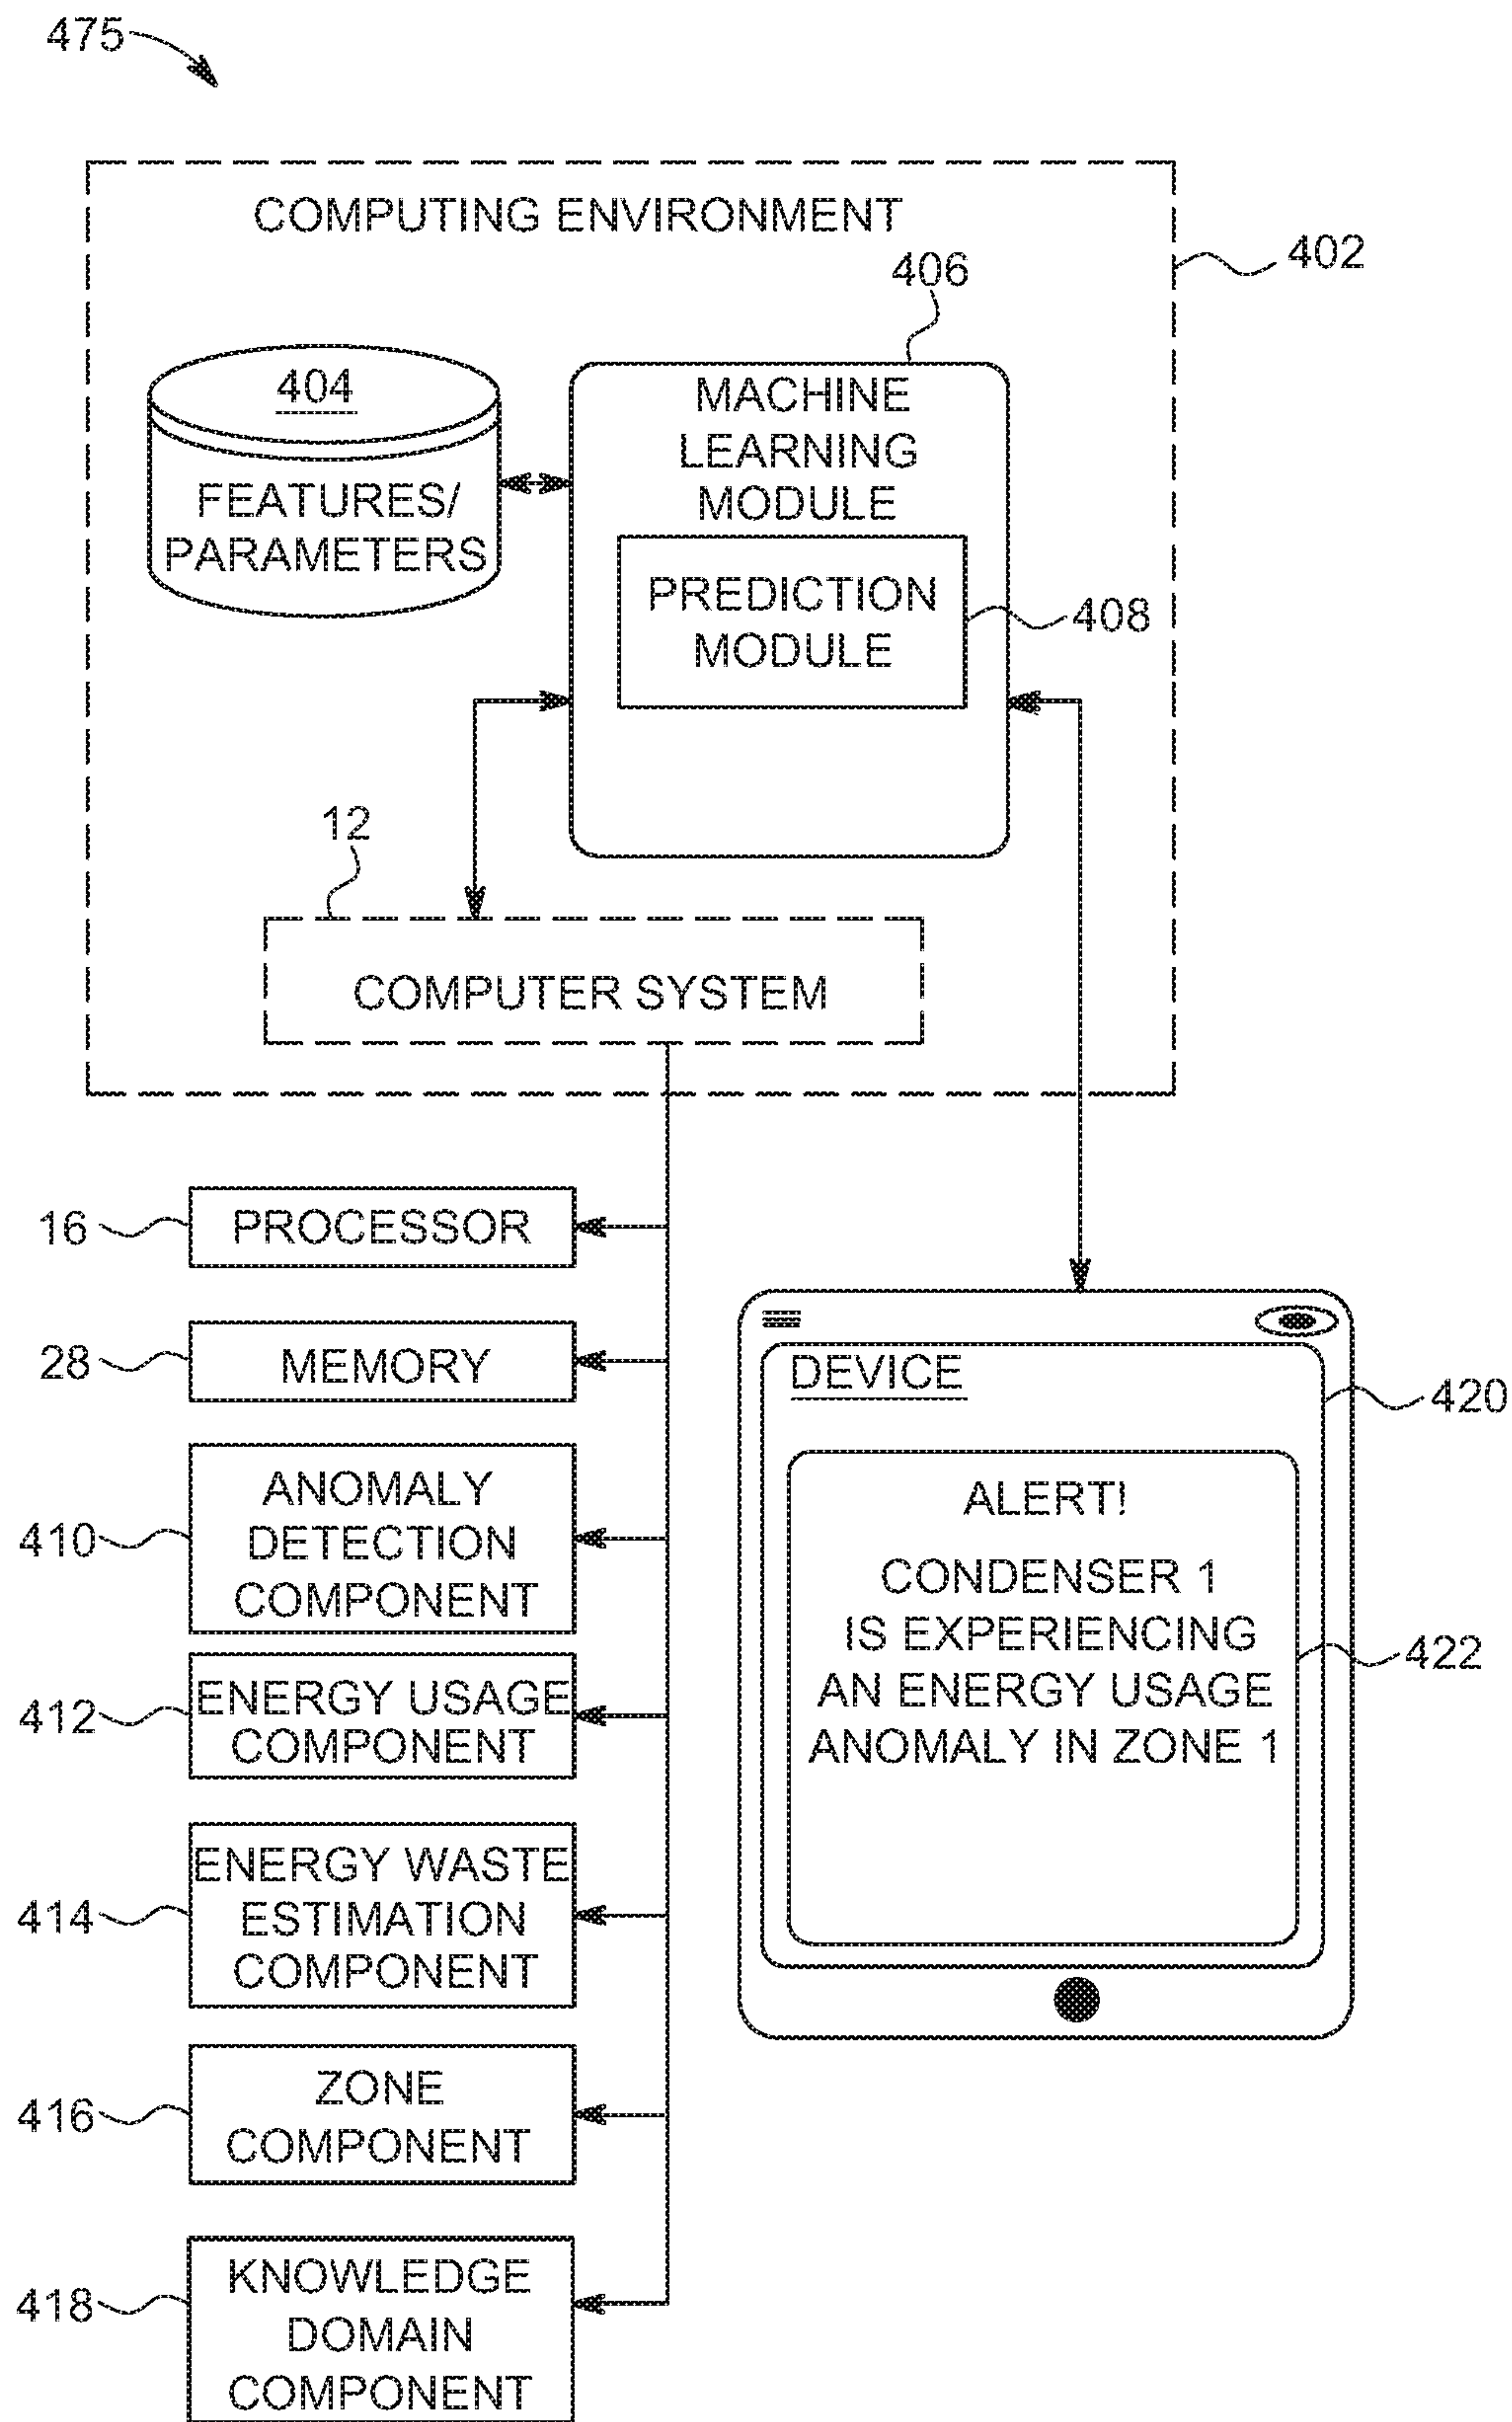 475
COMPUTING ENVIRONMENT
402
406
404
FEATURES/
PARAMETERS
MACHINE
LEARNING
MODULE
PREDICTION
MODULE
408
12
COMPUTER SYSTEM
16
PROCESSOR
28
MEMORY
410
ANOMALY
DETECTION
COMPONENT
412
ENERGY USAGE
COMPONENT
414
ENERGY WASTE
ESTIMATION
COMPONENT
416
ZONE
COMPONENT
418
KNOWLEDGE
DOMAIN
COMPONENT
DEVICE
420
ALERT!
CONDENSER 1
IS EXPERIENCING
AN ENERGY USAGE
ANOMALY IN ZONE 1
422